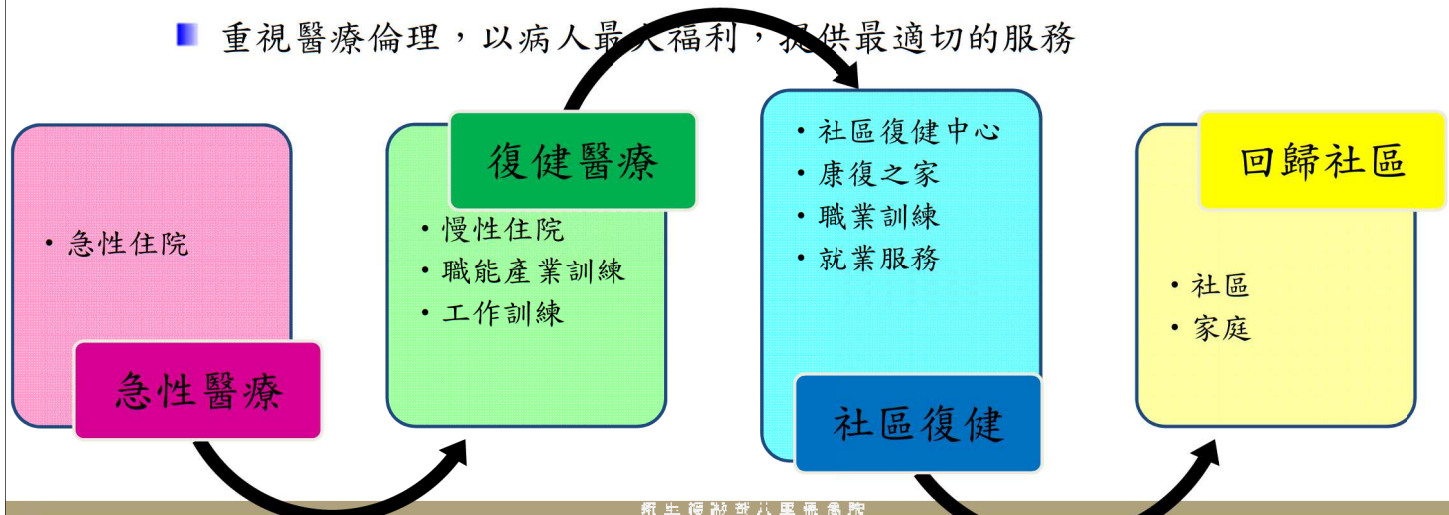 重視醫療倫理，以病人最大福利，提供最適切的服務
• 急性住院
急性醫療
復健醫療
• 慢性住院
• 職能產業訓練
• 工作訓練
• 社區復健中心
• 康復之家
• 職業訓練
• 就業服務
社區復健
回歸社區
• 社區
• 家庭